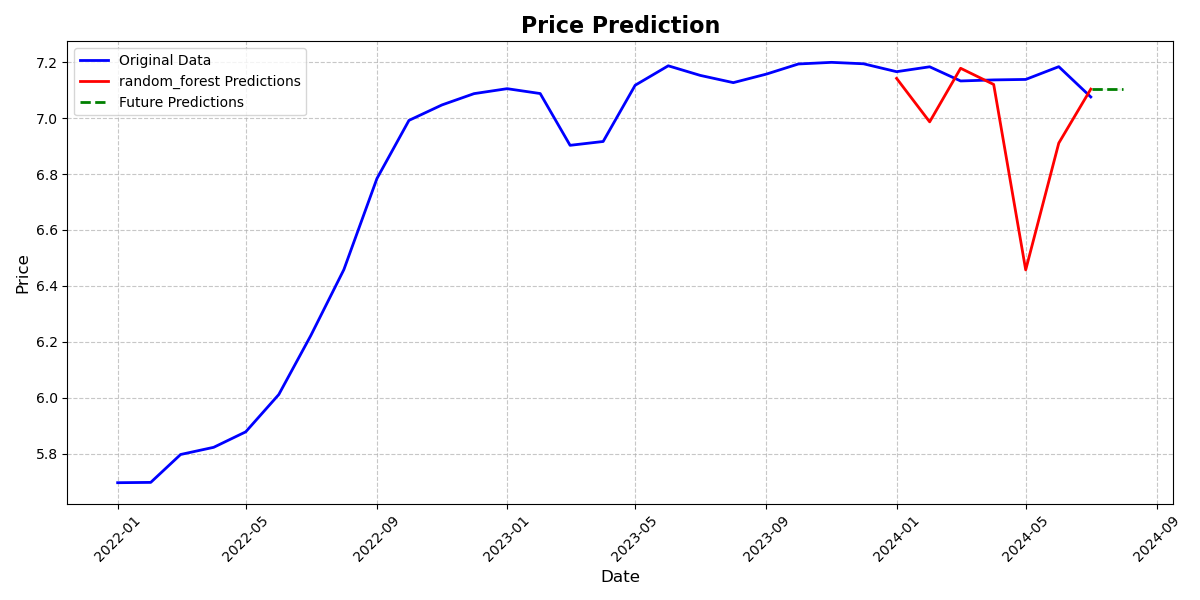 Price Prediction
Original Data
random_forest Predictions
Future Predictions
7.2
7.0
6.8
6.6
6.4
6.2
6.0
5.8
Price
2022-01
2022-05
2022-09
2023-01
2023-05
2023-09
2024-01
2024-05
2024-09
Date